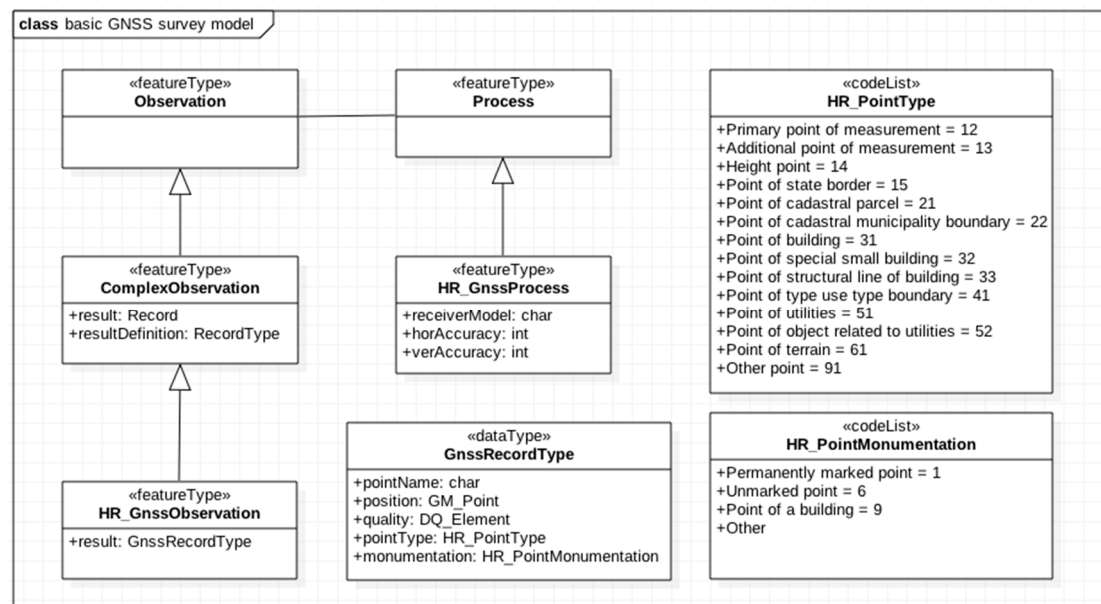 class basic GNSS survey model
«featureType»
Observation
«featureType»
Process
«codeList»
HR_PointType
+Primary point of measurement = 12
+Additional point of measurement = 13
+Height point = 14
+Point of state border = 15
+Point of cadastral parcel = 21
+Point of cadastral municipality boundary = 22
+Point of building = 31
+Point of special small building = 32
+Point of structural line of building = 33
+Point of type use type boundary = 41
+Point of utilities = 51
+Point of object related to utilities = 52
+Point of terrain = 61
+Other point = 91
«featureType»
ComplexObservation
+result: Record
+resultDefinition: RecordType
«featureType»
HR_GnssProcess
+receiverModel: char
+horAccuracy: int
+verAccuracy: int
«featureType»
HR_GnssObservation
+result: GnssRecordType
«dataType»
GnssRecordType
+pointName: char
+position: GM_Point
+quality: DQ_Element
+pointType: HR_PointType
+monumentation: HR_PointMonumentation
«codeList»
HR_PointMonumentation
+Permanently marked point = 1
+Unmarked point = 6
+Point of a building = 9
+Other